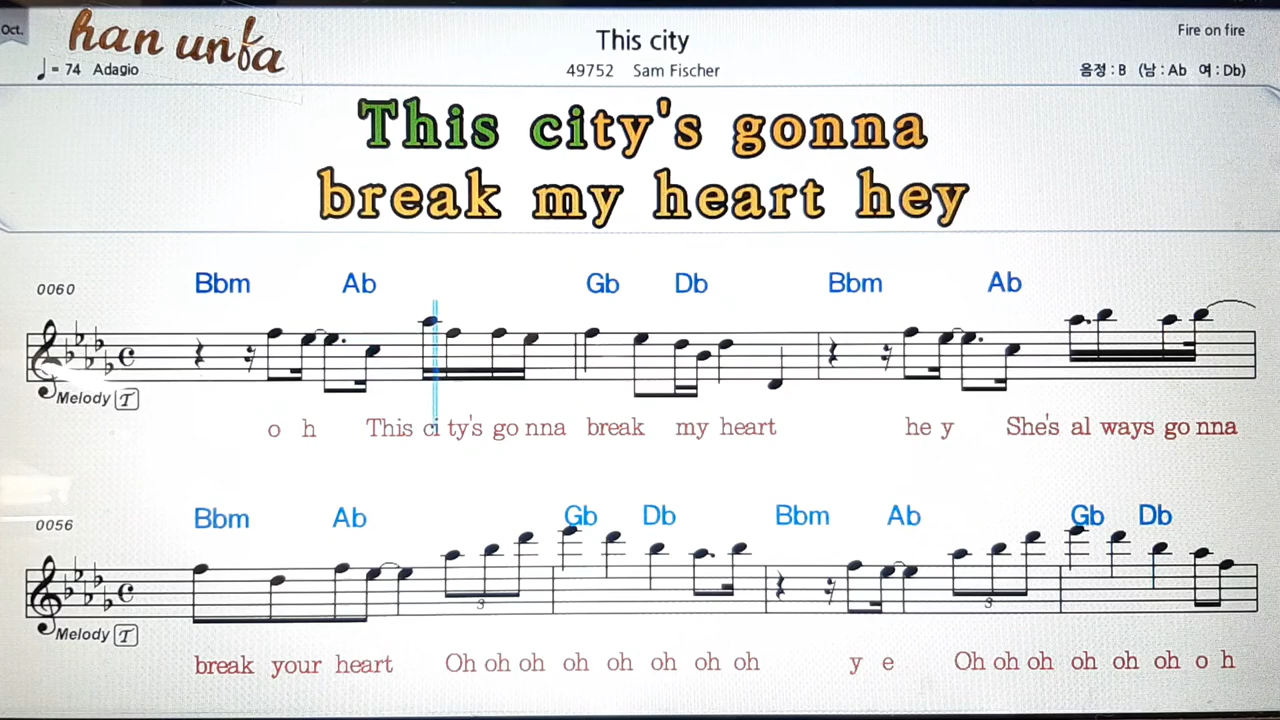 Oct.
han unfa
Fire on fire
This city
♩= 74 Adagio
49752 Sam Fischer
음정 : B (남 : Ab 여 : Db)
This city's gonna
break my heart hey
0060
Bbm Ab Gb Db Bbm Ab
Melody T
o h This ci ty's go nna break my heart he y She's al ways go nna
0056
Bbm Ab Gb Db Bbm Ab Gb Db
3 3
Melody T
break your heart Oh oh oh oh oh oh oh oh y e Oh oh oh oh oh oh o h